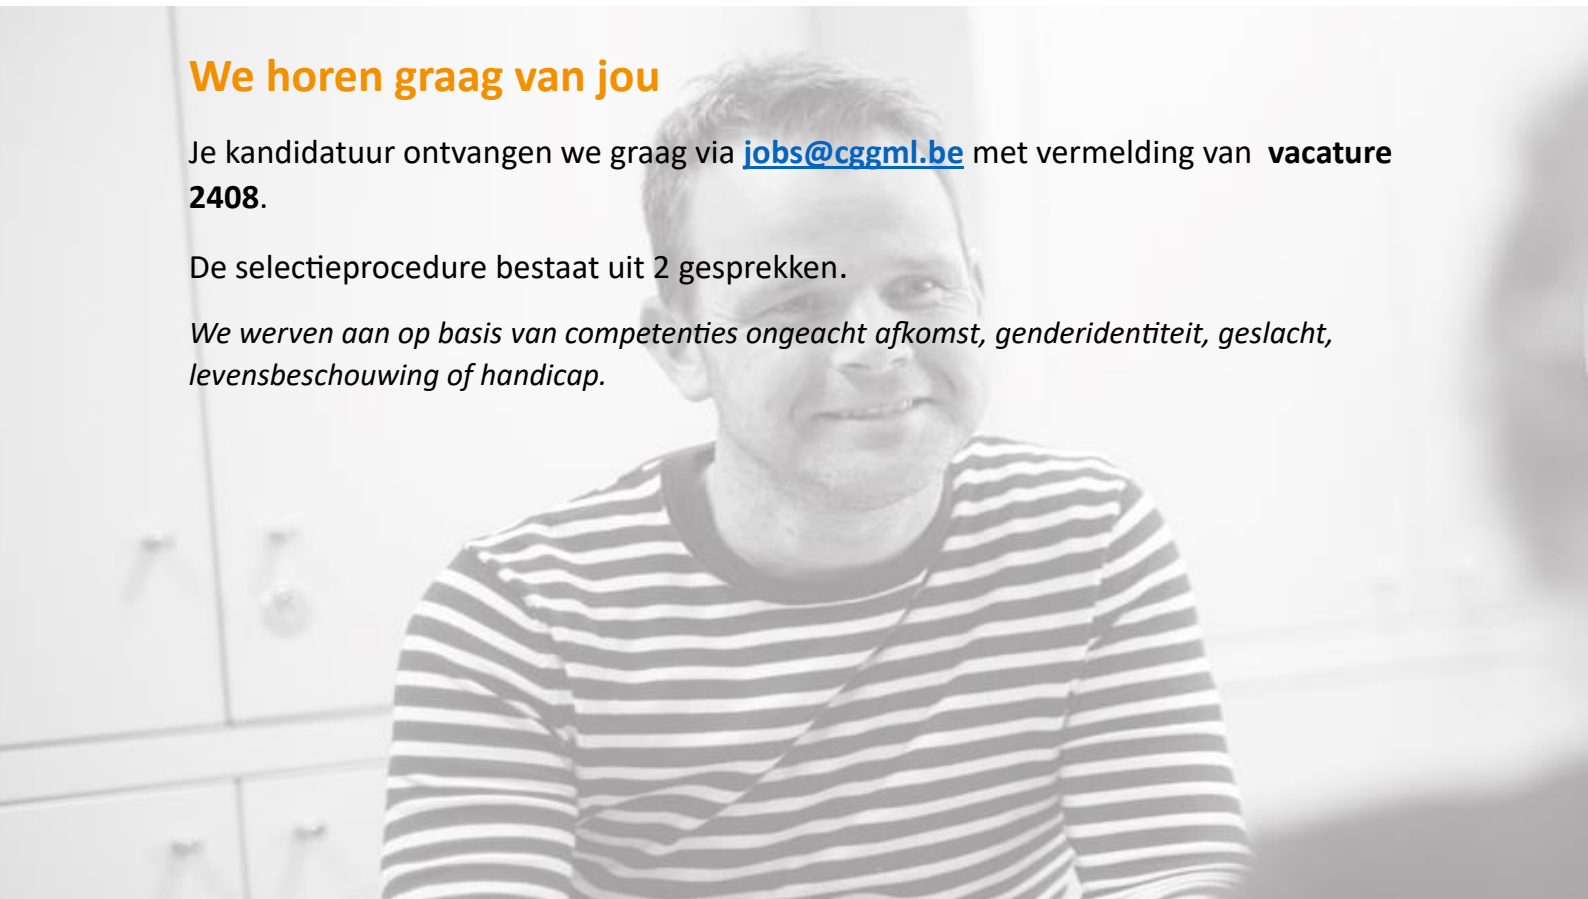 We horen graag van jou
Je kandidatuur ontvangen we graag via jobs@cggml.be met vermelding van vacature
2408.
De selectieprocedure bestaat uit 2 gesprekken.
We werven aan op basis van competenties ongeacht afkomst, genderidentiteit, geslacht,
levensbeschouwing of handicap.